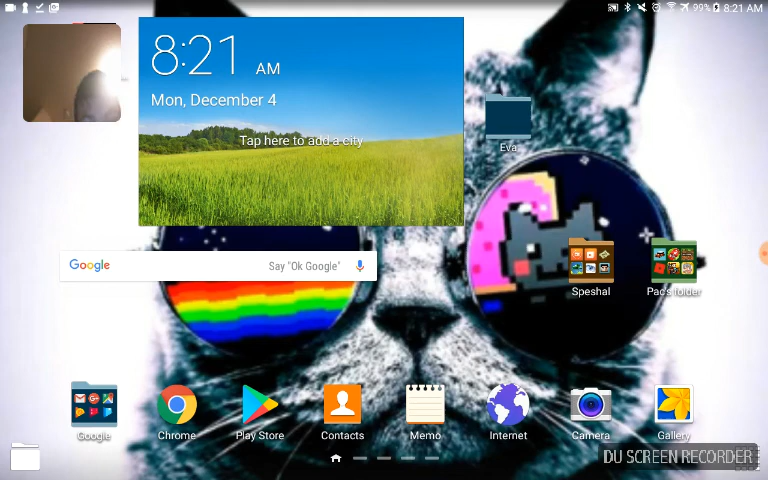 99% 8:21 AM
8:21 AM
Mon, December 4
Tap here to add a city
Eva
Google Say "Ok Google"
Speshal Pac's folder
Google Chrome Play Store Contacts Memo Internet Camera Gallery
DU SCREEN RECORDER